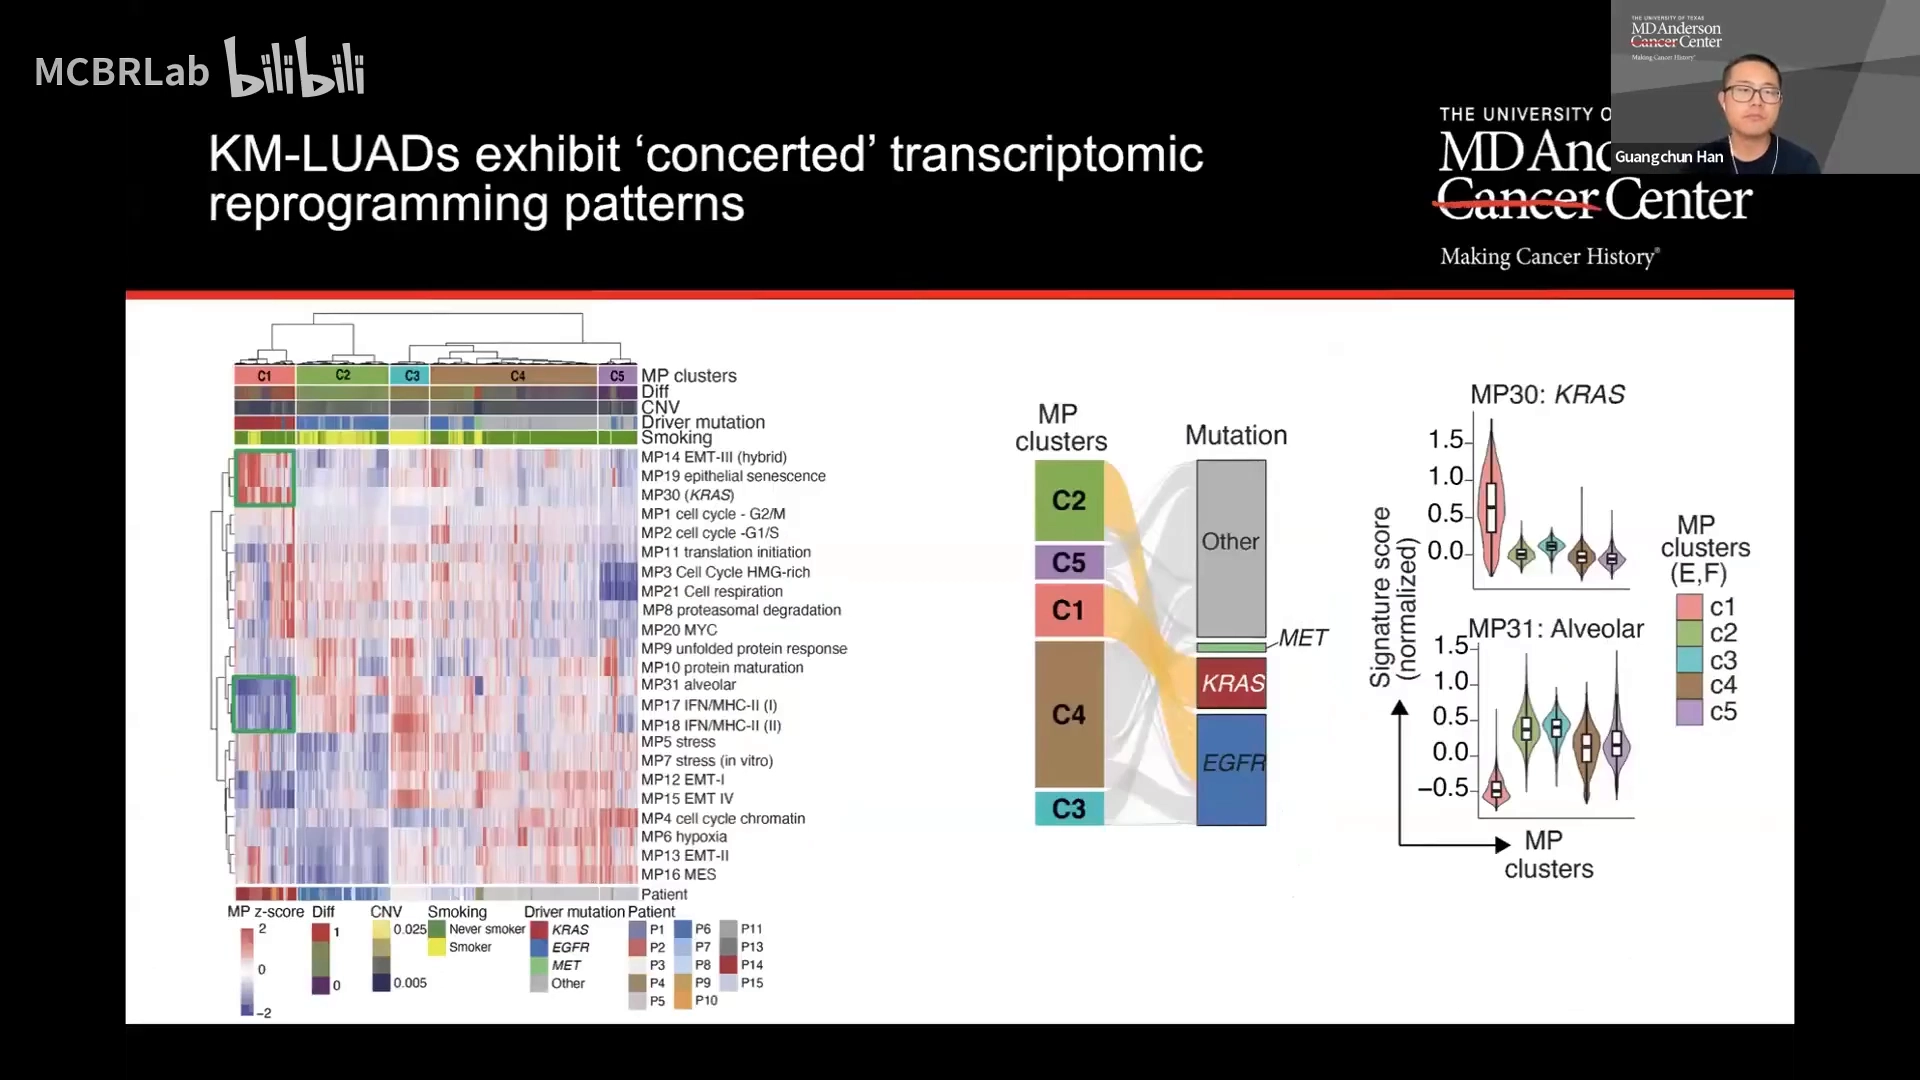 MCBRLab bilibili
THE UNIVERSITY OF TEXAS
MD Anderson
Cancer Center
Making Cancer History®
Guangchun Han
KM-LUADs exhibit ‘concerted’ transcriptomic
reprogramming patterns
THE UNIVERSITY O
MD And
Cancer Center
Making Cancer History®
C1 C2 C3 C4 C5 MP clusters
Diff
CNV
Driver mutation
Smoking
MP14 EMT-III (hybrid)
MP19 epithelial senescence
MP30 (KRAS)
MP1 cell cycle - G2/M
MP2 cell cycle -G1/S
MP11 translation initiation
MP3 Cell Cycle HMG-rich
MP21 Cell respiration
MP8 proteasomal degradation
MP20 MYC
MP9 unfolded protein response
MP10 protein maturation
MP31 alveolar
MP17 IFN/MHC-II (I)
MP18 IFN/MHC-II (II)
MP5 stress
MP7 stress (in vitro)
MP12 EMT-I
MP15 EMT IV
MP4 cell cycle chromatin
MP6 hypoxia
MP13 EMT-II
MP16 MES
Patient
MP z-score
2
0
−2
Diff
1
0
CNV
0.025
0.005
Smoking
Never smoker
Smoker
Driver mutation
KRAS
EGFR
MET
Other
Patient
P1 P6 P11
P2 P7 P13
P3 P8 P14
P4 P9 P15
P5 P10
MP
clusters
C2
C5
C1
C4
C3
Mutation
Other
MET
KRAS
EGFR
Signature score
(normalized)
MP30: KRAS
1.5
1.0
0.5
0.0
MP31: Alveolar
1.5
1.0
0.5
0.0
−0.5
MP
clusters
MP
clusters
(E,F)
c1
c2
c3
c4
c5